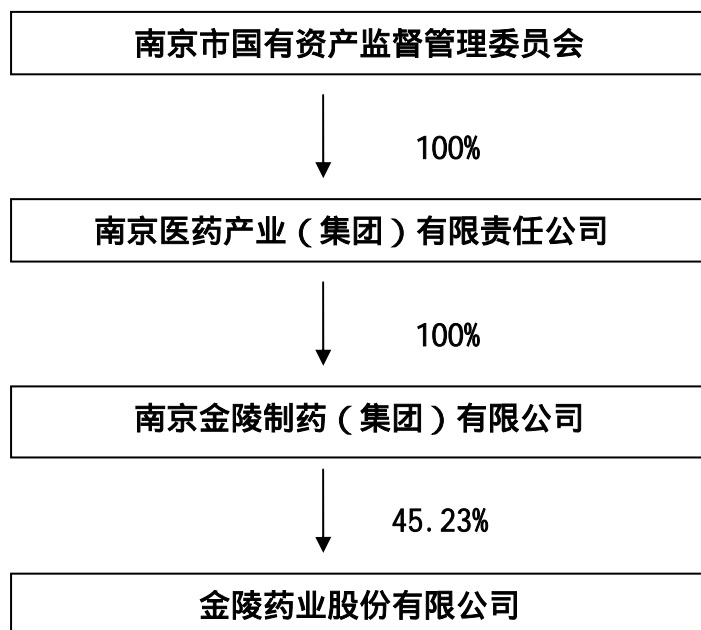 南京市国有资产监督管理委员会
100%
南京医药产业（集团）有限责任公司
100%
南京金陵制药（集团）有限公司
45.23%
金陵药业股份有限公司